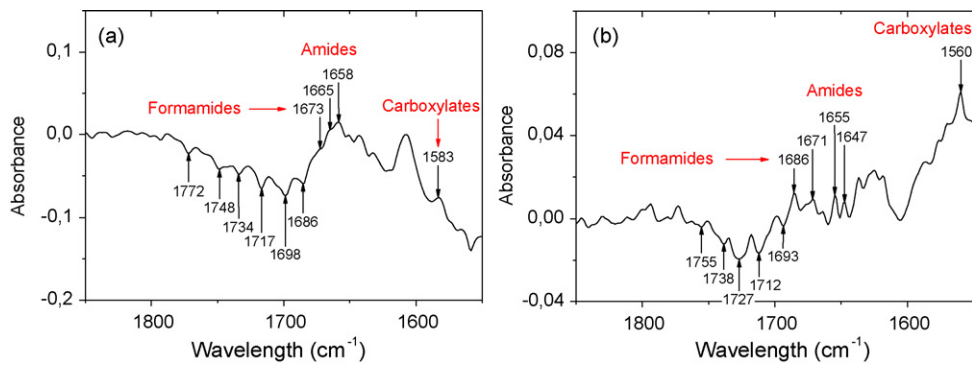 (a)
Amides
1658
1665
Formamides
1673
Carboxylates
1583
1772
1748
1734
1717
1698
1686
0,1
0,0
-0,1
-0,2
Absorbance
1800
1700
1600
Wavelength (cm-1)
(b)
Carboxylates
1560
Amides
1655
1671
1647
Formamides
1686
1755
1738
1727
1712
1693
0.08
0.04
0.00
-0.04
Absorbance
1800
1700
1600
Wavelength (cm-1)